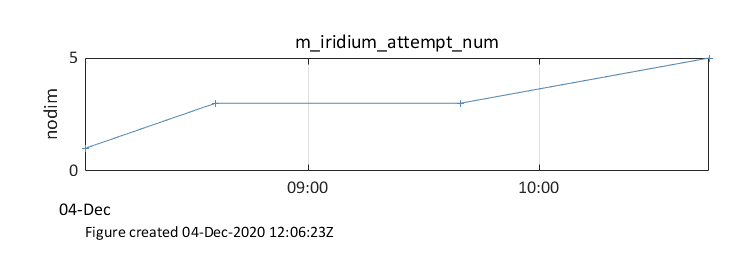 m_iridium_attempt_num
5
nodim
0
09:00 10:00
04-Dec
Figure created 04-Dec-2020 12:06:23Z